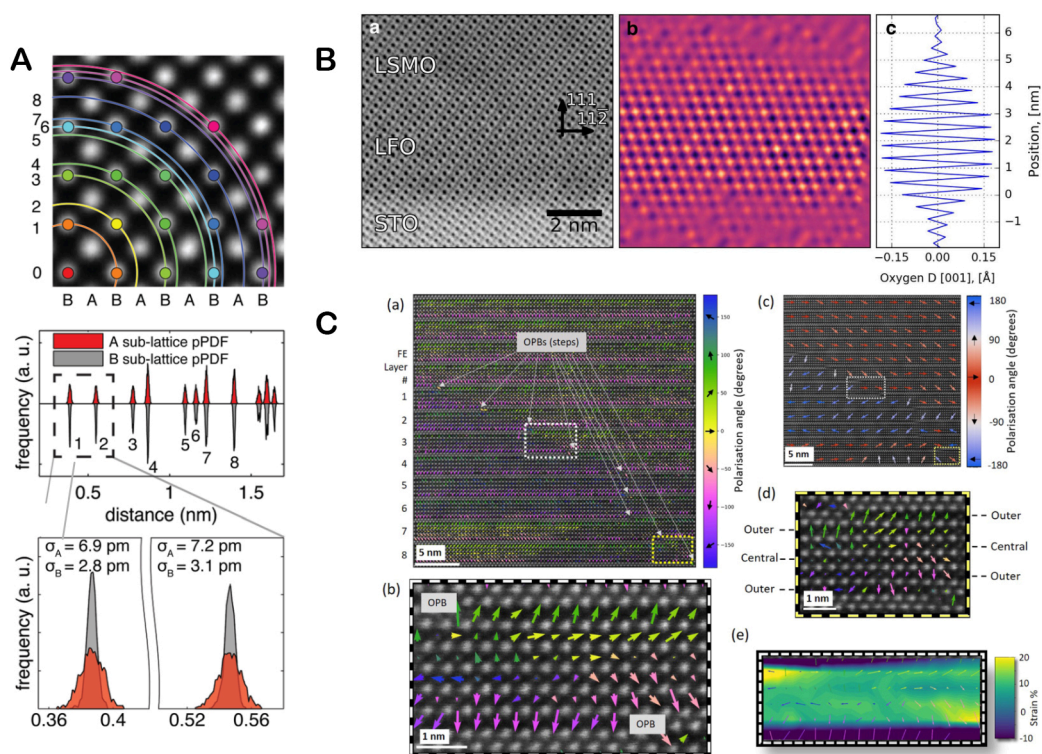 A
8
7
6
5
4
3
2
1
0
B A B A B A B A B
A sub-lattice pPDF
B sub-lattice pPDF
frequency (a. u.)
1 2 3 4 5 6 7 8
0.5 1 1.5
distance (nm)
σA = 6.9 pm
σB = 2.8 pm
σA = 7.2 pm
σB = 3.1 pm
frequency (a. u.)
0.36 0.4 0.52 0.56
B
a
LSMO
LFO
STO
111
112̅
2 nm
b
c
6
5
4
3
2
1
0
−1
Position, [nm]
−0.15 0.00 0.15
Oxygen D [001], [Å]
C
(a)
OPBs (steps)
FE
Layer
#
1
2
3
4
5
6
7
8
5 nm
150
100
50
0
−50
−100
−150
Polarisation angle (degrees)
(b)
OPB
OPB
1 nm
(c)
5 nm
180
90
0
-90
-180
Polarisation angle (degrees)
(d)
Outer
Central
Outer
Outer
Central
Outer
1 nm
(e)
20
10
0
-10
Strain %